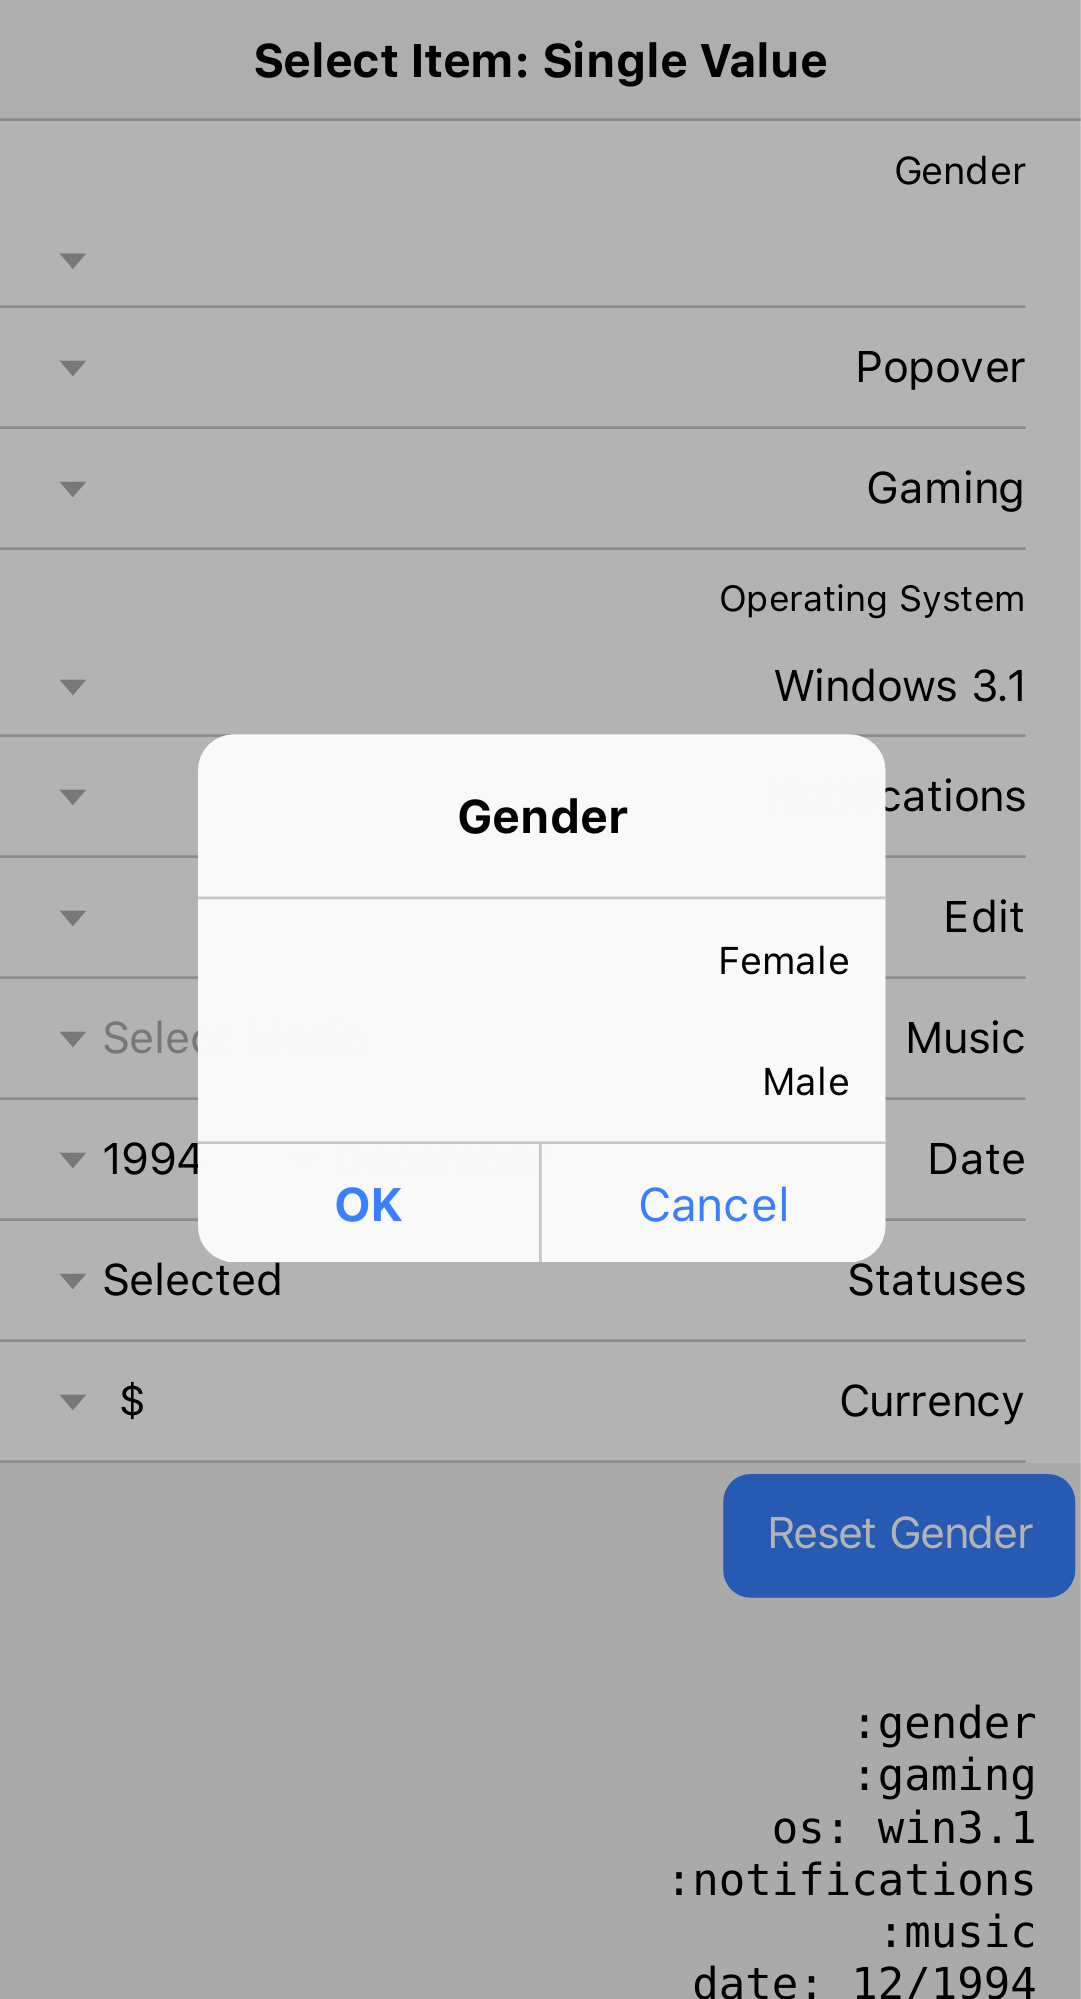 Select Item: Single Value
Gender
Popover
Gaming
Operating System
Windows 3.1
cations
Edit
Selec
Music
1994
Date
Selected
Statuses
$
Currency
Gender
Female
Male
OK
Cancel
Reset Gender
:gender
:gaming
os: win3.1
:notifications
:music
date: 12/1994